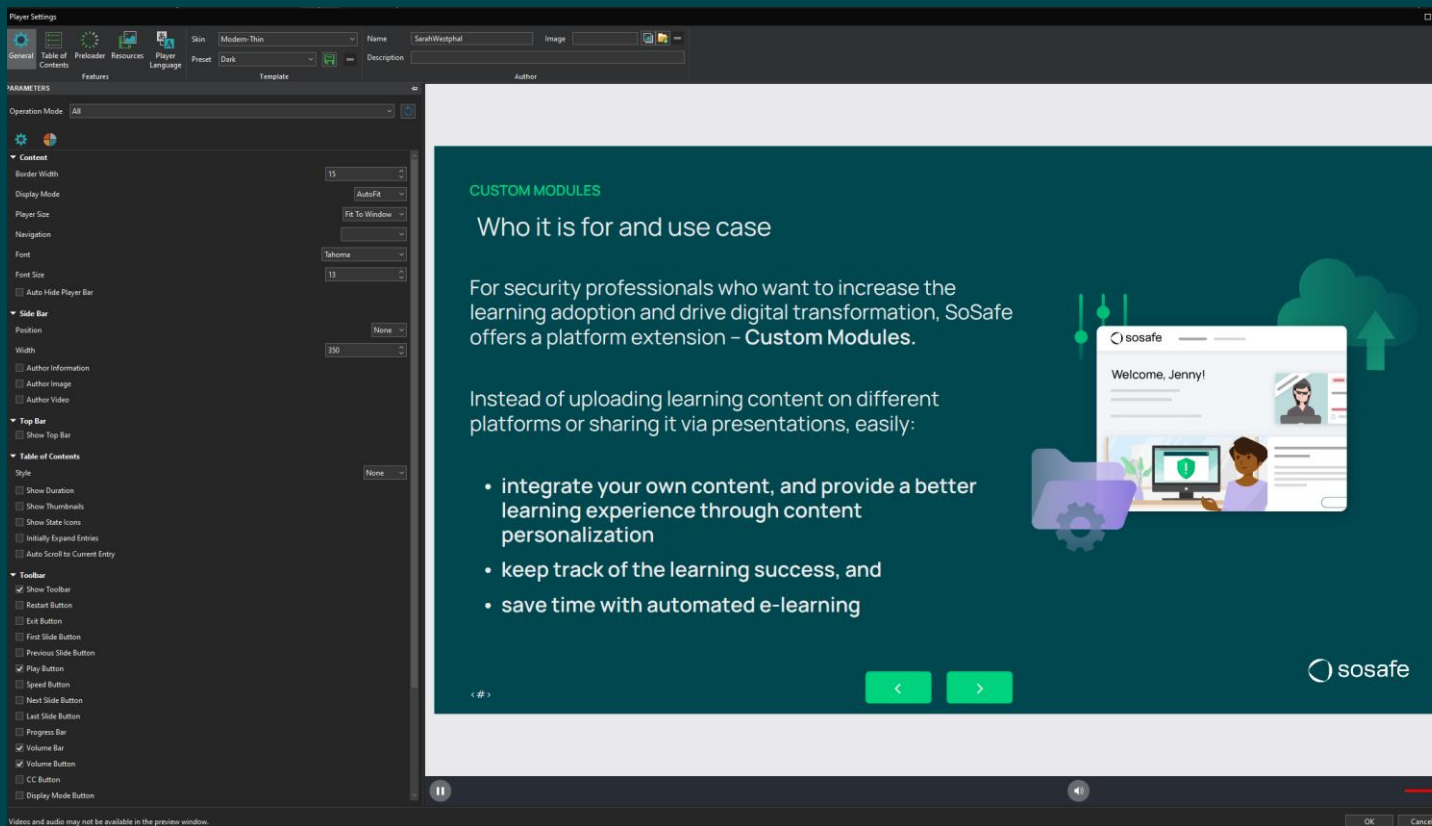 Player Settings
General
Table of Contents
Preloader
Resources
Player Language
Features
Skin Modern-Thin
Preset Dark
Template
Name SarahWestphal
Image
Description
Author
PARAMETERS
Operation Mode All
Content
Border Width 15
Display Mode AutoFit
Player Size Fit To Window
Navigation
Font Tahoma
Font Size 13
Auto Hide Player Bar
Side Bar
Position None
Width 350
Author Information
Author Image
Author Video
Top Bar
Show Top Bar
Table of Contents
Style None
Show Duration
Show Thumbnails
Show State Icons
Initially Expand Entries
Auto Scroll to Current Entry
Toolbar
Show Toolbar
Restart Button
Exit Button
First Slide Button
Previous Slide Button
Play Button
Speed Button
Next Slide Button
Last Slide Button
Progress Bar
Volume Bar
Volume Button
CC Button
Display Mode Button
CUSTOM MODULES
Who it is for and use case
For security professionals who want to increase the
learning adoption and drive digital transformation, SoSafe
offers a platform extension – Custom Modules.
Instead of uploading learning content on different
platforms or sharing it via presentations, easily:
• integrate your own content, and provide a better
learning experience through content
personalization
• keep track of the learning success, and
• save time with automated e-learning
sosafe
Welcome, Jenny!
‹#›
sosafe
Videos and audio may not be available in the preview window.
OK
Cancel